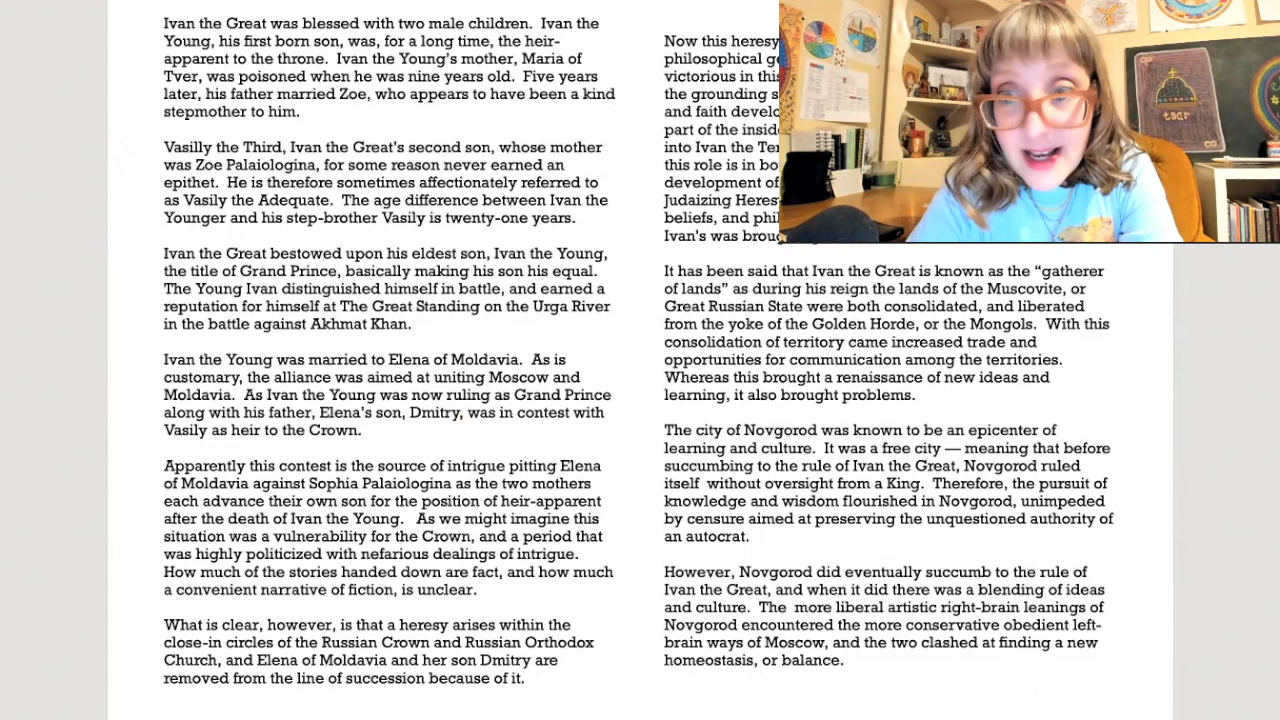 Ivan the Great was blessed with two male children.  Ivan the
Young, his first born son, was, for a long time, the heir-
apparent to the throne.  Ivan the Young's mother, Maria of
Tver, was poisoned when he was nine years old.  Five years
later, his father married Zoe, who appears to have been a kind
stepmother to him.
Vasilly the Third, Ivan the Great's second son, whose mother
was Zoe Palaiologina, for some reason never earned an
epithet.  He is therefore sometimes affectionately referred to
as Vasily the Adequate.  The age difference between Ivan the
Younger and his step-brother Vasily is twenty-one years.
Ivan the Great bestowed upon his eldest son, Ivan the Young,
the title of Grand Prince, basically making his son his equal.
The Young Ivan distinguished himself in battle, and earned a
reputation for himself at The Great Standing on the Urga River
in the battle against Akhmat Khan.
Ivan the Young was married to Elena of Moldavia.  As is
customary, the alliance was aimed at uniting Moscow and
Moldavia.  As Ivan the Young was now ruling as Grand Prince
along with his father, Elena's son, Dmitry, was in contest with
Vasily as heir to the Crown.
Apparently this contest is the source of intrigue pitting Elena
of Moldavia against Sophia Palaiologina as the two mothers
each advance their own son for the position of heir-apparent
after the death of Ivan the Young.   As we might imagine this
situation was a vulnerability for the Crown, and a period that
was highly politicized with nefarious dealings of intrigue.
How much of the stories handed down are fact, and how much
a convenient narrative of fiction, is unclear.
What is clear, however, is that a heresy arises within the
close-in circles of the Russian Crown and Russian Orthodox
Church, and Elena of Moldavia and her son Dmitry are
removed from the line of succession because of it.
Now this heresy
philosophical
victorious in this
the grounding
and faith
part of the
into Ivan the
this role is in
development of
Judaizing
beliefs, and
Ivan's was
It has been said that Ivan the Great is known as the “gatherer
of lands” as during his reign the lands of the Muscovite, or
Great Russian State were both consolidated, and liberated
from the yoke of the Golden Horde, or the Mongols.  With this
consolidation of territory came increased trade and
opportunities for communication among the territories.
Whereas this brought a renaissance of new ideas and
learning, it also brought problems.
The city of Novgorod was known to be an epicenter of
learning and culture.  It was a free city — meaning that before
succumbing to the rule of Ivan the Great, Novgorod ruled
itself  without oversight from a King.  Therefore, the pursuit of
knowledge and wisdom flourished in Novgorod, unimpeded
by censure aimed at preserving the unquestioned authority of
an autocrat.
However, Novgorod did eventually succumb to the rule of
Ivan the Great, and when it did there was a blending of ideas
and culture.  The  more liberal artistic right-brain leanings of
Novgorod encountered the more conservative obedient left-
brain ways of Moscow, and the two clashed at finding a new
homeostasis, or balance.
tsar